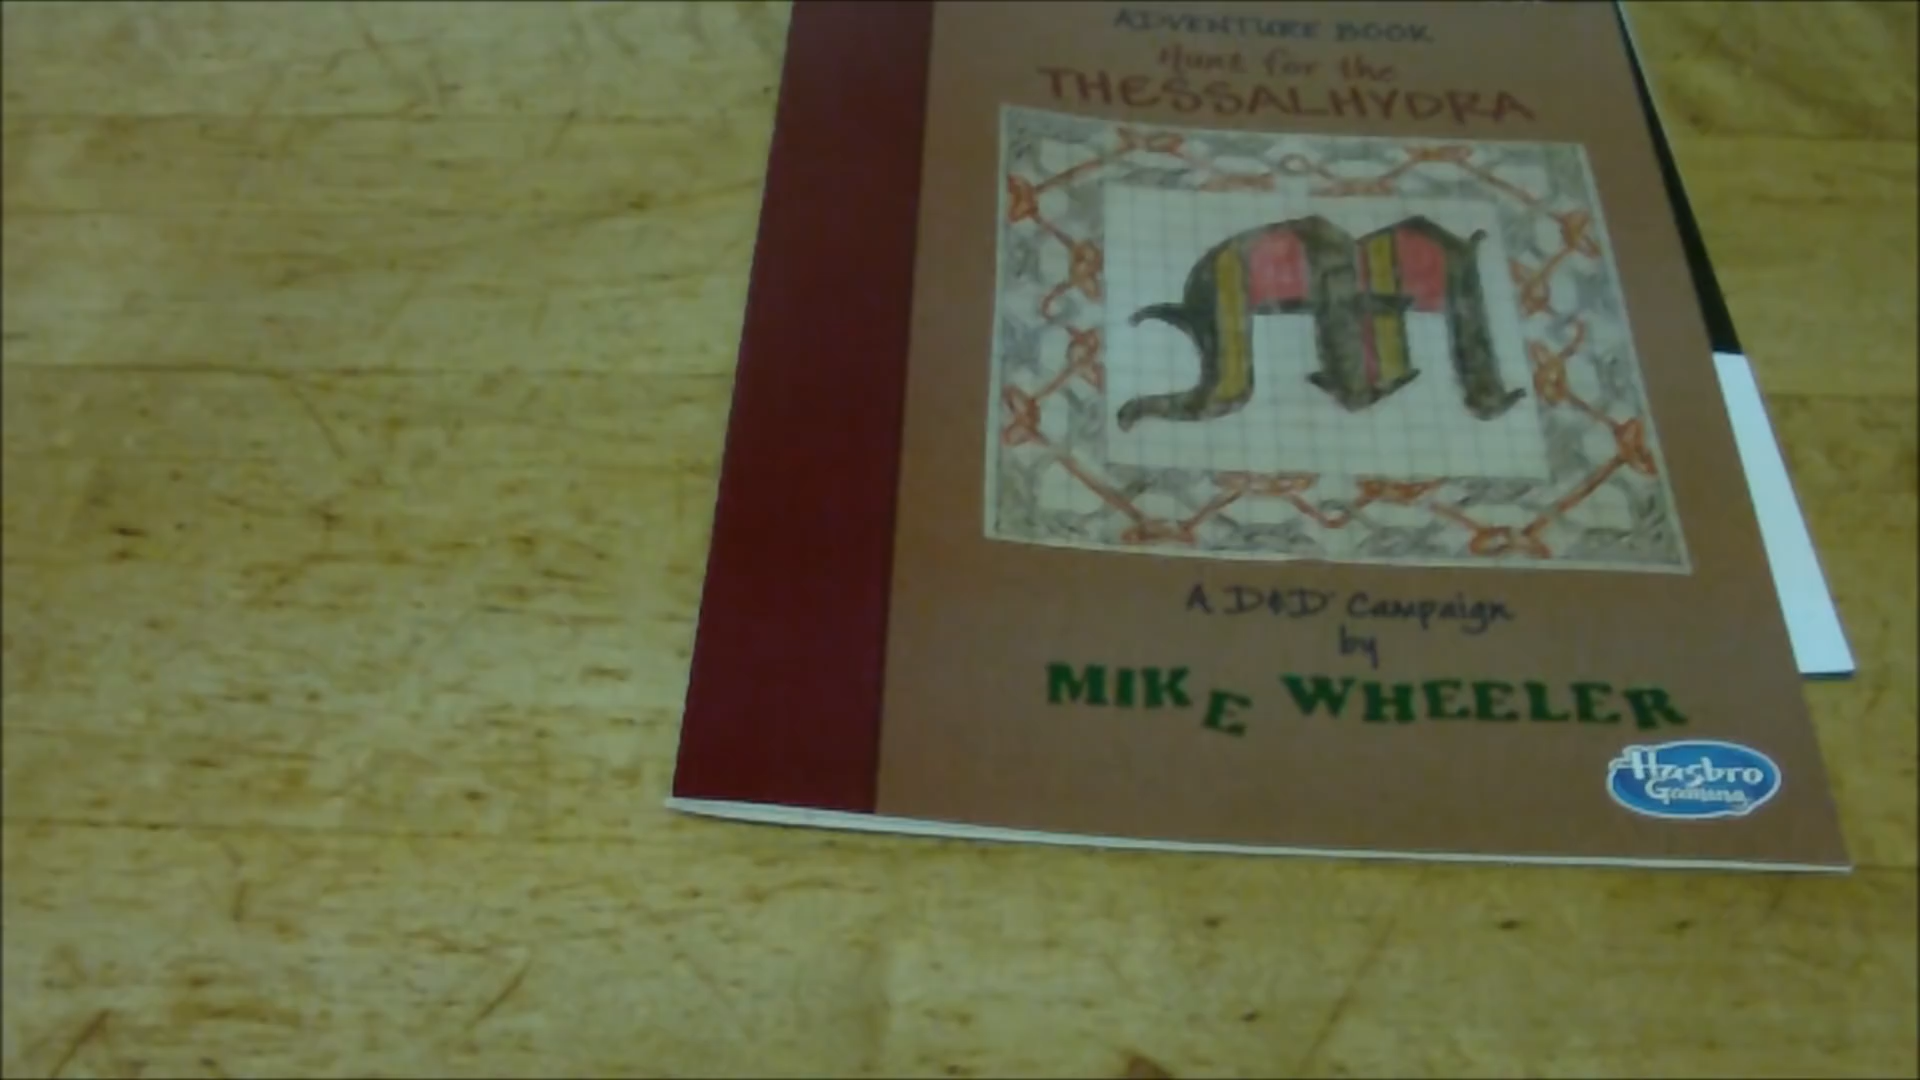 ADVENTURE BOOK
Hunt for the
THESSALHYDRA
M
A D&D Campaign
by
MIKE WHEELER
Hasbro
Gaming